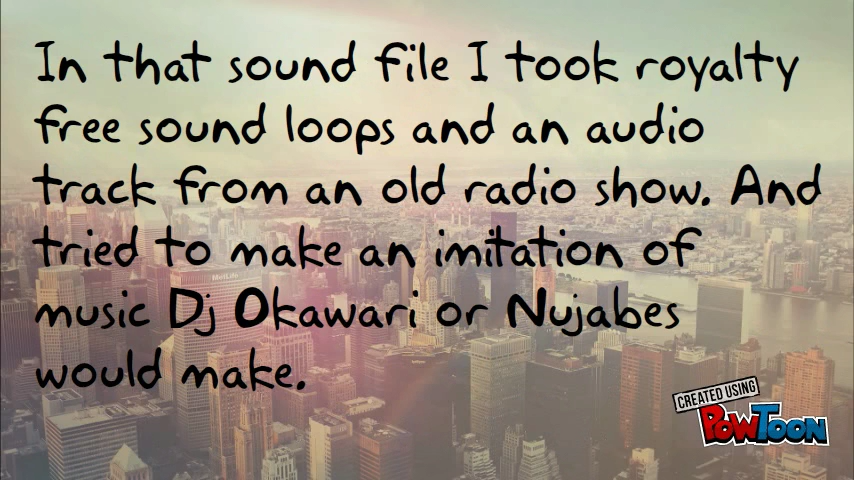 In that sound file I took royalty
free sound loops and an audio
track from an old radio show. And
tried to make an imitation of
music Dj Okawari or Nujabes
would make.
MetLife
CREATED USING
POWTOON